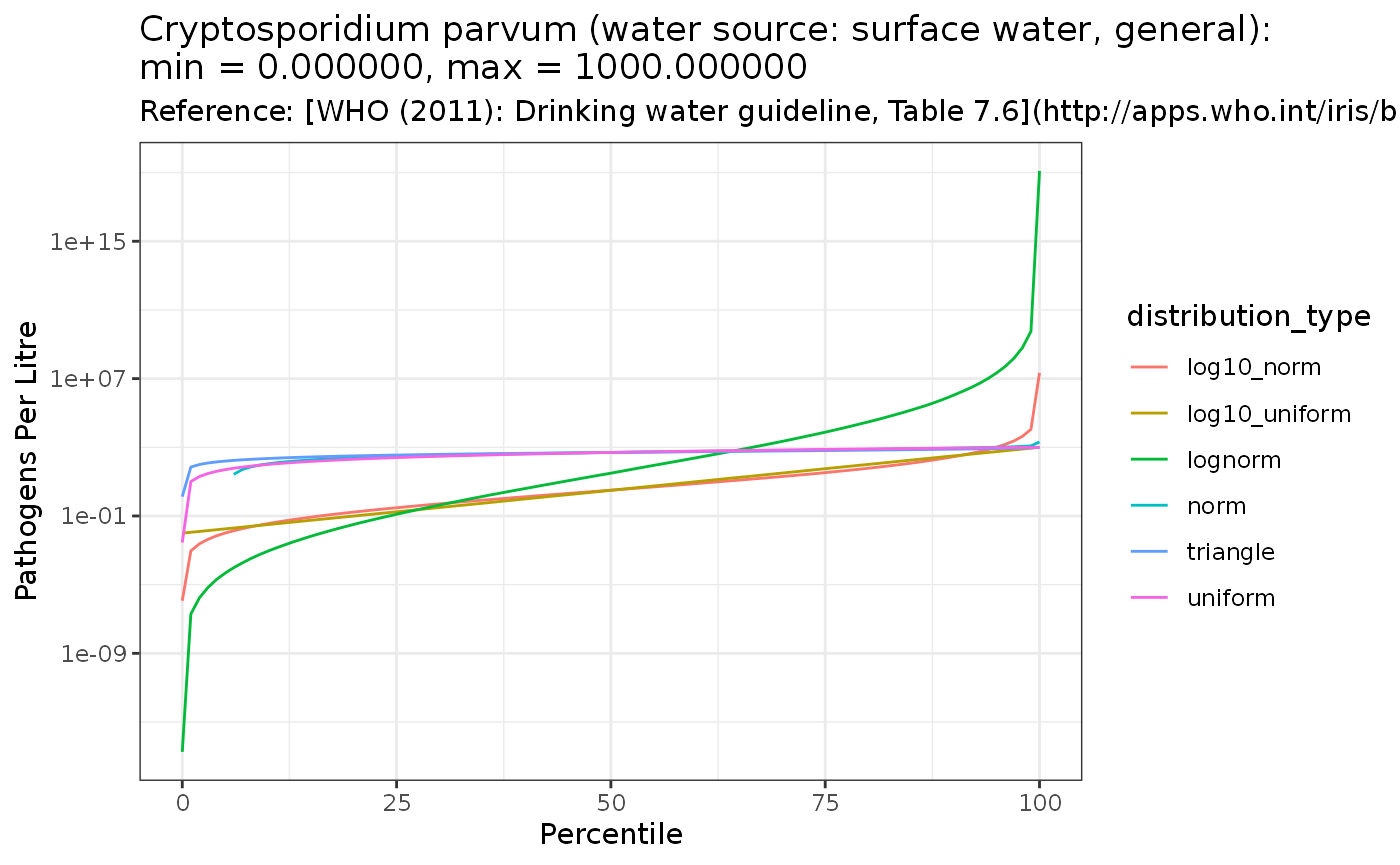 Cryptosporidium parvum (water source: surface water, general):
min = 0.000000, max = 1000.000000
Reference: [WHO (2011): Drinking water guideline, Table 7.6](http://apps.who.int/iris/b
Pathogens Per Litre
1e+15
1e+07
1e-01
1e-09
0 25 50 75 100
Percentile
distribution_type
log10_norm
log10_uniform
lognorm
norm
triangle
uniform